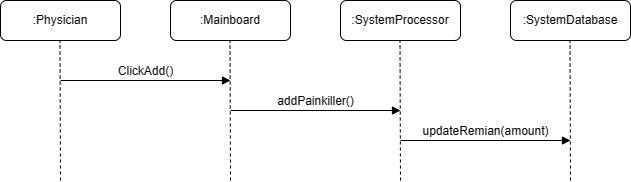 :Physician
:Mainboard
:SystemProcessor
:SystemDatabase
ClickAdd()
addPainkiller()
updateRemian(amount)